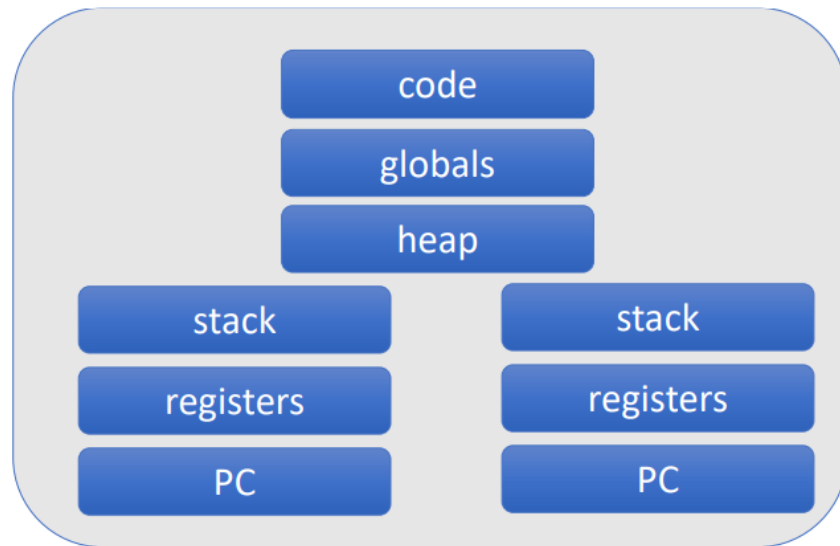 code
globals
heap
stack
stack
registers
registers
PC
PC